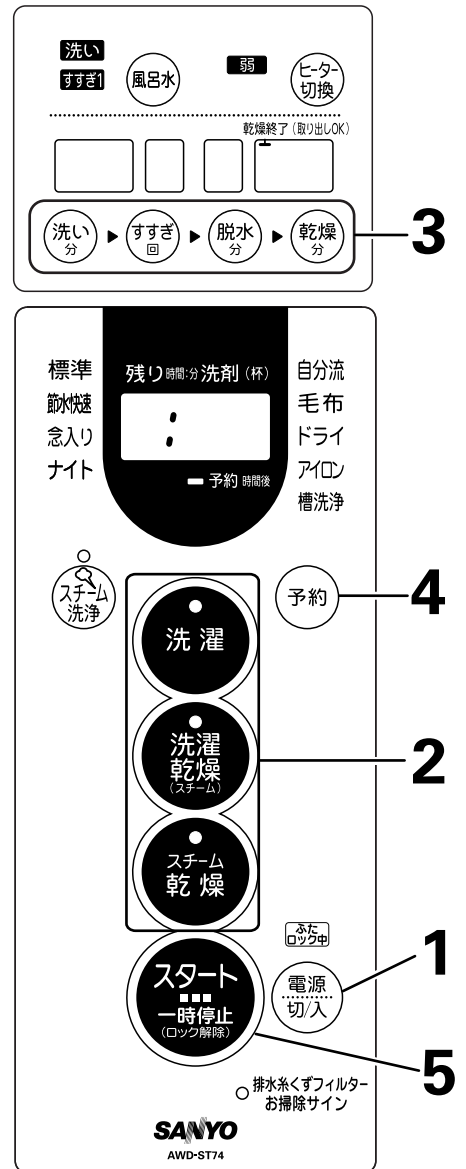 洗い
すすぎ1
風呂水
弱
ヒーター
切換
乾燥終了(取り出しOK)
洗い
分
すすぎ
回
脱水
分
乾燥
分
3
標準
節水快速
念入り
ナイト
残り時間:分 洗剤(杯)
:
予約 時間後
自分流
毛布
ドライ
アイロン
槽洗浄
スチーム
洗浄
予約
4
洗濯
洗濯
乾燥
(スチーム)
2
スチーム
乾燥
ふた
ロック中
1
電源
切/入
スタート
一時停止
(ロック解除)
5
排水糸くずフィルター
お掃除サイン
SANYO
AWD-ST74